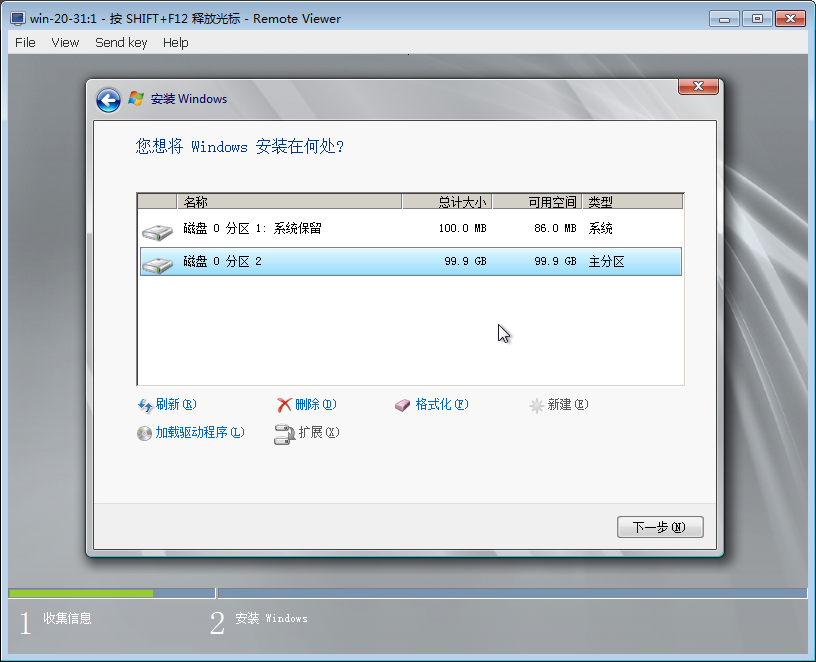 win-20-31:1 - 按 SHIFT+F12 释放光标 - Remote Viewer
File View Send key Help
安装 Windows
您想将 Windows 安装在何处?
名称 总计大小 可用空间 类型
磁盘 0 分区 1: 系统保留 100.0 MB 86.0 MB 系统
磁盘 0 分区 2 99.9 GB 99.9 GB 主分区
刷新(R) 删除(D) 格式化(F) 新建(E)
加载驱动程序(L) 扩展(X)
下一步(N)
1 收集信息 2 安装 Windows